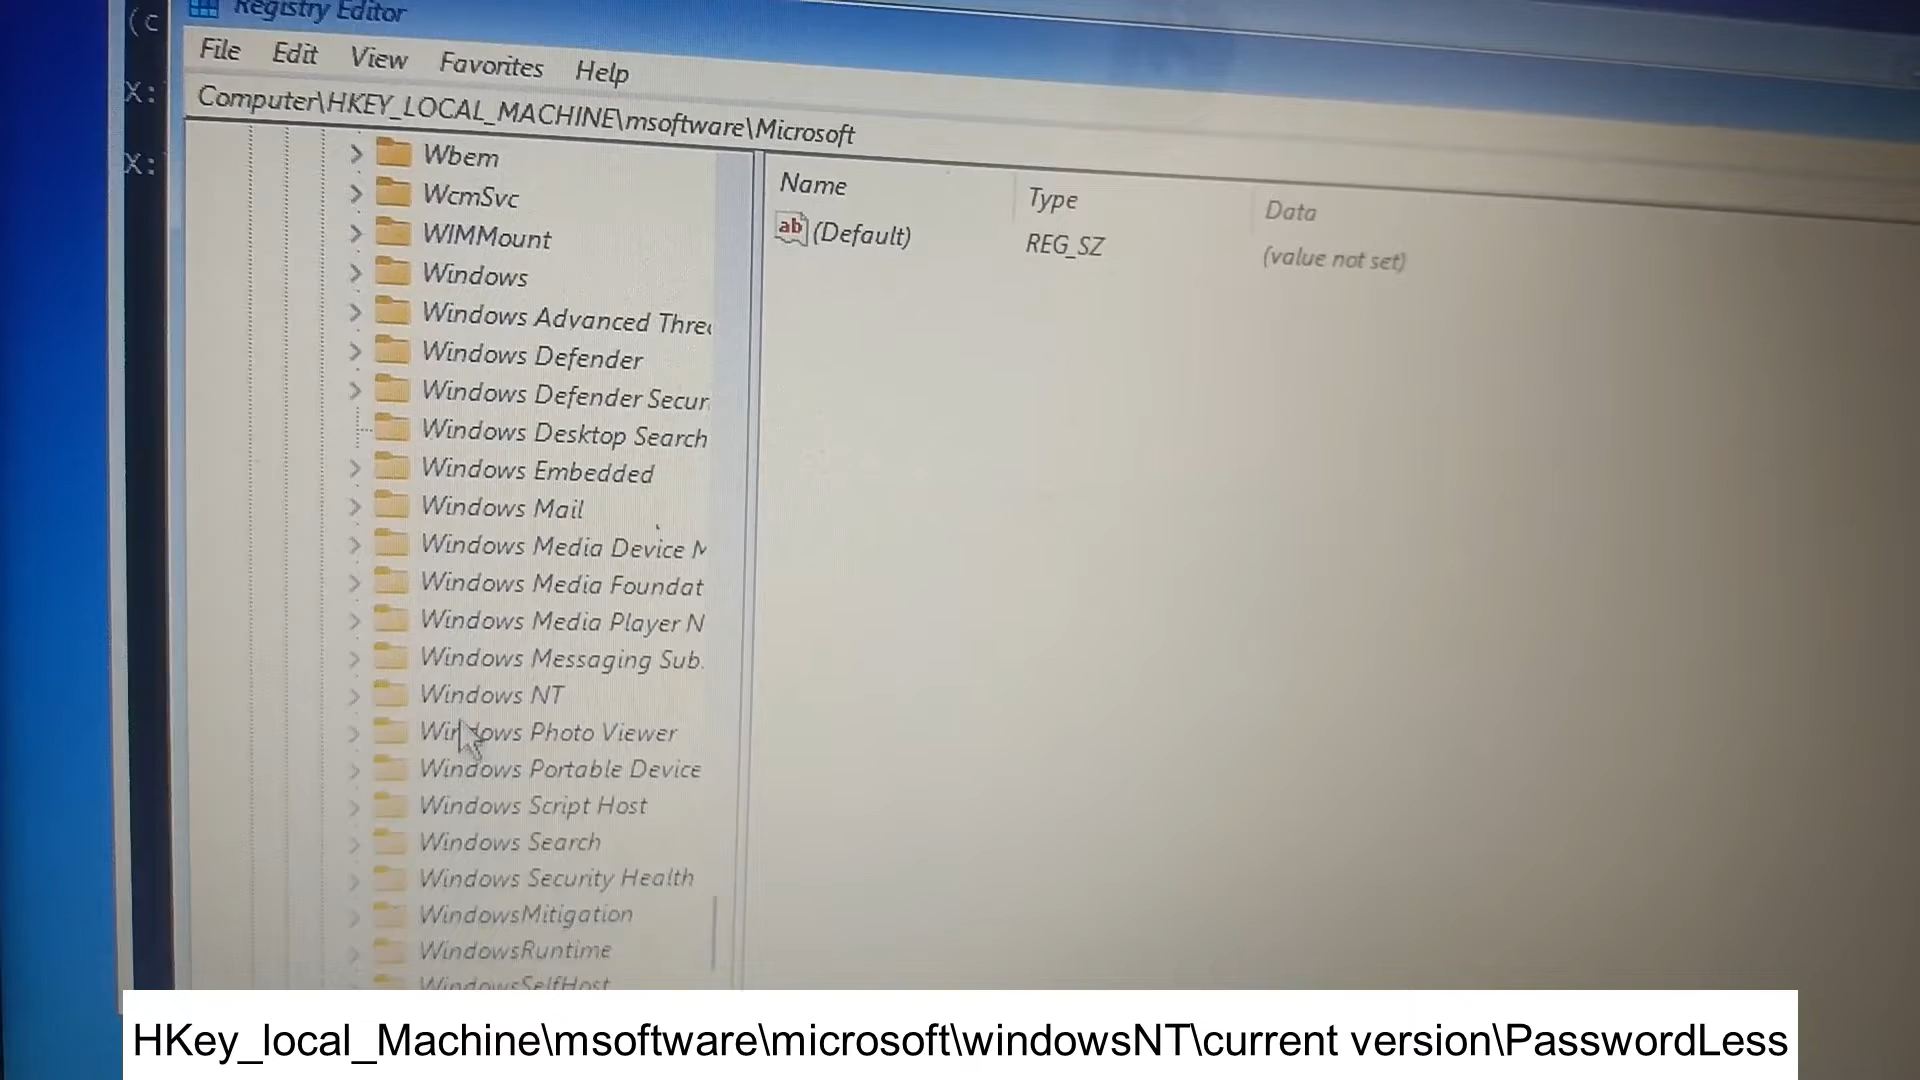 (c
Registry Editor
File Edit View Favorites Help
X:
Computer\HKEY_LOCAL_MACHINE\msoftware\Microsoft
X:
Name Type Data
ab (Default) REG_SZ (value not set)
Wbem
WcmSvc
WIMMount
Windows
Windows Advanced Threa
Windows Defender
Windows Defender Secur
Windows Desktop Search
Windows Embedded
Windows Mail
Windows Media Device M
Windows Media Foundat
Windows Media Player N
Windows Messaging Sub.
Windows NT
Windows Photo Viewer
Windows Portable Device
Windows Script Host
Windows Search
Windows Security Health
WindowsMitigation
WindowsRuntime
WindowsSelfHost
HKey_local_Machine\msoftware\microsoft\windowsNT\current version\PasswordLess